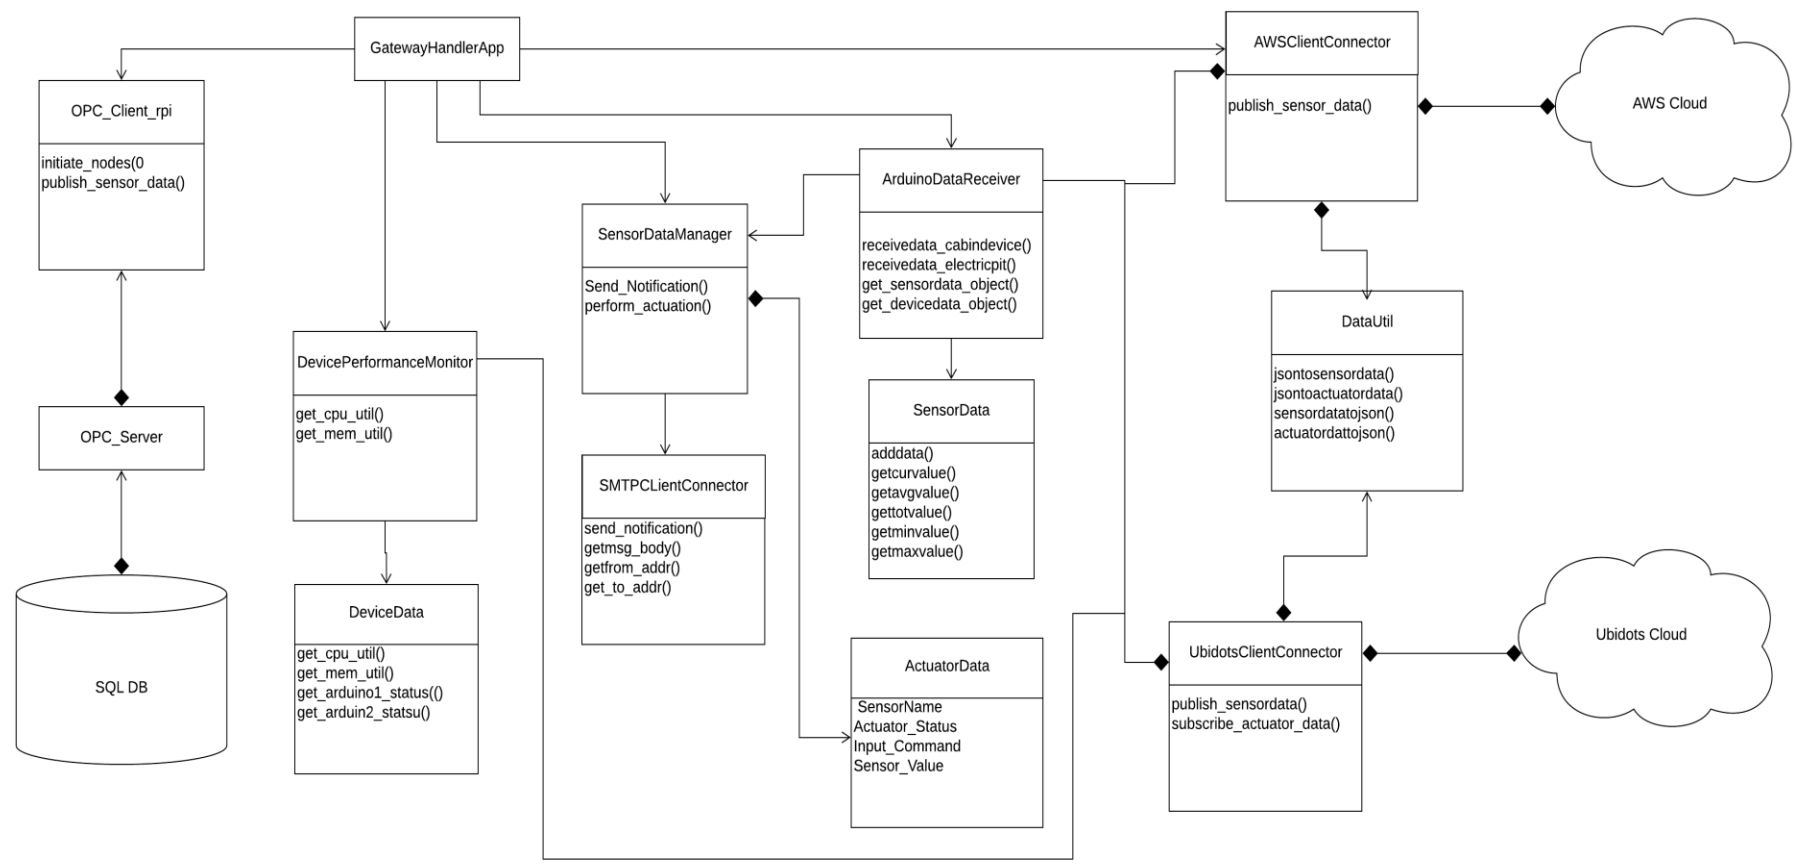 GatewayHandlerApp
AWSClientConnector
publish_sensor_data()
AWS Cloud
OPC_Client_rpi
initiate_nodes(0
publish_sensor_data()
ArduinoDataReceiver
receivedata_cabindevice()
receivedata_electricpit()
get_sensordata_object()
get_devicedata_object()
SensorDataManager
Send_Notification()
perform_actuation()
DataUtil
jsontosensordata()
jsontoactuatordata()
sensordatatojson()
actuatordattojson()
DevicePerformanceMonitor
get_cpu_util()
get_mem_util()
SensorData
adddata()
getcurvalue()
getavgvalue()
gettotvalue()
getminvalue()
getmaxvalue()
OPC_Server
SMTPCLientConnector
send_notification()
getmsg_body()
getfrom_addr()
get_to_addr()
DeviceData
get_cpu_util()
get_mem_util()
get_arduino1_status(()
get_arduin2_statsu()
SQL DB
ActuatorData
SensorName
Actuator_Status
Input_Command
Sensor_Value
UbidotsClientConnector
publish_sensordata()
subscribe_actuator_data()
Ubidots Cloud